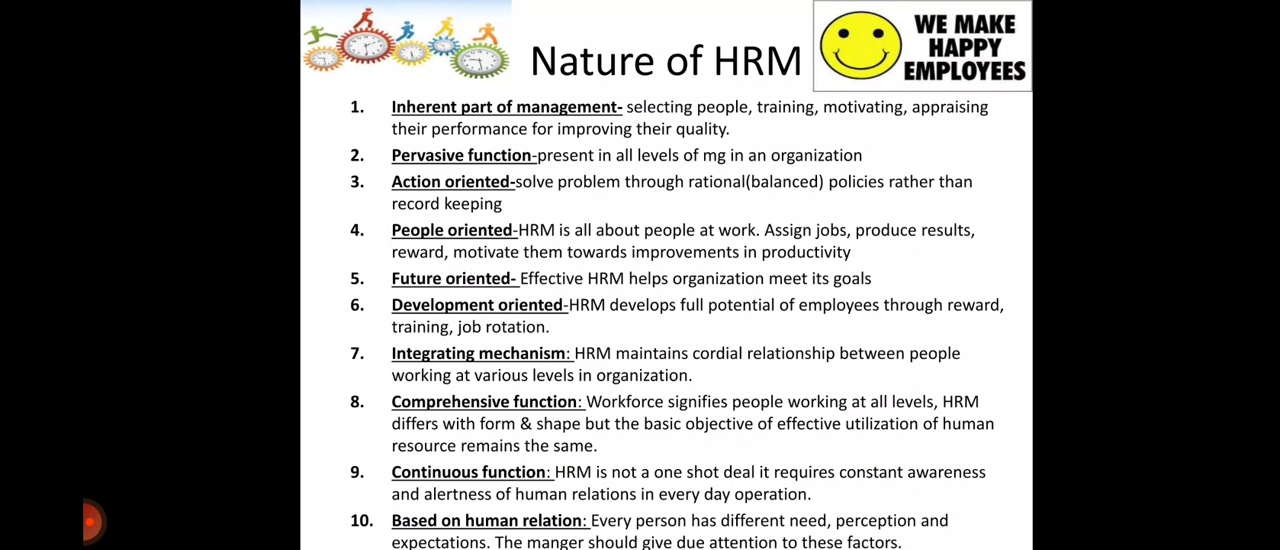 Nature of HRM
WE MAKE
HAPPY
EMPLOYEES
1. Inherent part of management- selecting people, training, motivating, appraising
their performance for improving their quality.
2. Pervasive function-present in all levels of mg in an organization
3. Action oriented-solve problem through rational(balanced) policies rather than
record keeping
4. People oriented-HRM is all about people at work. Assign jobs, produce results,
reward, motivate them towards improvements in productivity
5. Future oriented- Effective HRM helps organization meet its goals
6. Development oriented-HRM develops full potential of employees through reward,
training, job rotation.
7. Integrating mechanism: HRM maintains cordial relationship between people
working at various levels in organization.
8. Comprehensive function: Workforce signifies people working at all levels, HRM
differs with form & shape but the basic objective of effective utilization of human
resource remains the same.
9. Continuous function: HRM is not a one shot deal it requires constant awareness
and alertness of human relations in every day operation.
10. Based on human relation: Every person has different need, perception and
expectations. The manger should give due attention to these factors.